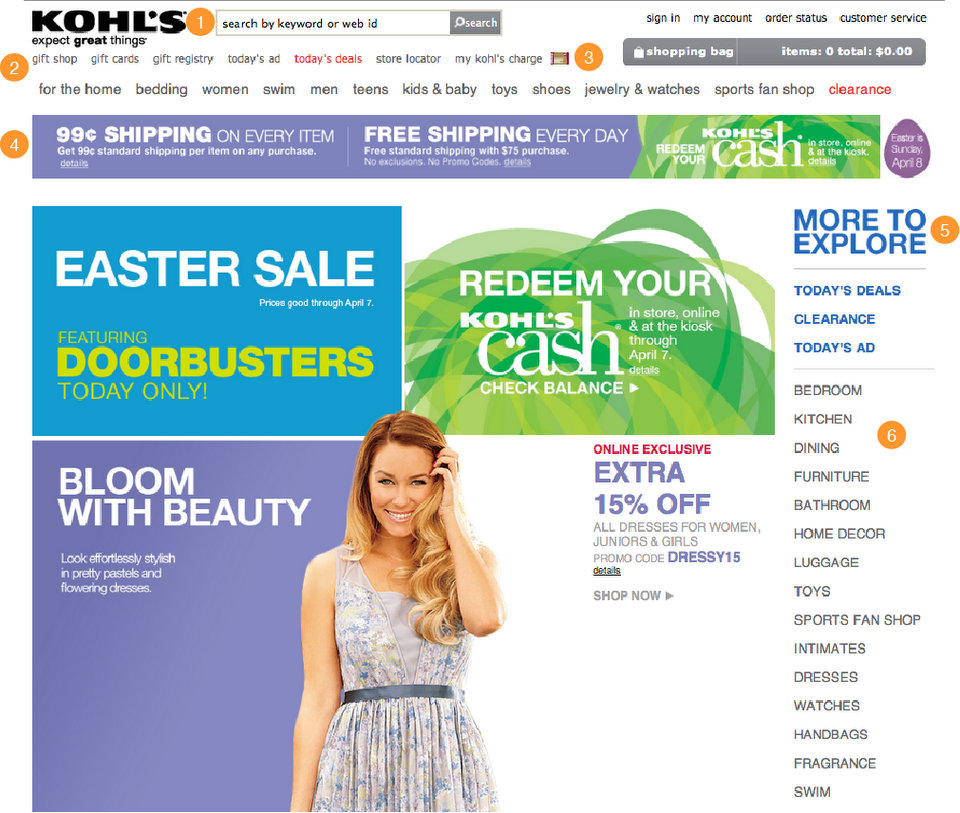 KOHL'S
expect great things
1
search by keyword or web id
search
sign in my account order status customer service
shopping bag items: 0 total: $0.00
2
gift shop gift cards gift registry today's ad today's deals store locator my kohl's charge
3
for the home bedding women swim men teens kids & baby toys shoes jewelry & watches sports fan shop clearance
4
99¢ SHIPPING ON EVERY ITEM
Get 99¢ standard shipping per item on any purchase.
details
FREE SHIPPING EVERY DAY
Free standard shipping with $75 purchase.
No exclusions. No Promo Codes. details
REDEEM
YOUR
KOHL'S
cash
in store, online
& at the kiosk.
details
Easter is
Sunday,
April 8
EASTER SALE
Prices good through April 7.
FEATURING
DOORBUSTERS
TODAY ONLY!
REDEEM YOUR
KOHL'S
cash®
in store, online
& at the kiosk
through
April 7.
details
CHECK BALANCE
BLOOM
WITH BEAUTY
Look effortlessly stylish
in pretty pastels and
flowering dresses.
ONLINE EXCLUSIVE
EXTRA
15% OFF
ALL DRESSES FOR WOMEN,
JUNIORS & GIRLS
PROMO CODE DRESSY15
details
SHOP NOW
MORE TO
EXPLORE
5
TODAY'S DEALS
CLEARANCE
TODAY'S AD
BEDROOM
KITCHEN
6
DINING
FURNITURE
BATHROOM
HOME DECOR
LUGGAGE
TOYS
SPORTS FAN SHOP
INTIMATES
DRESSES
WATCHES
HANDBAGS
FRAGRANCE
SWIM